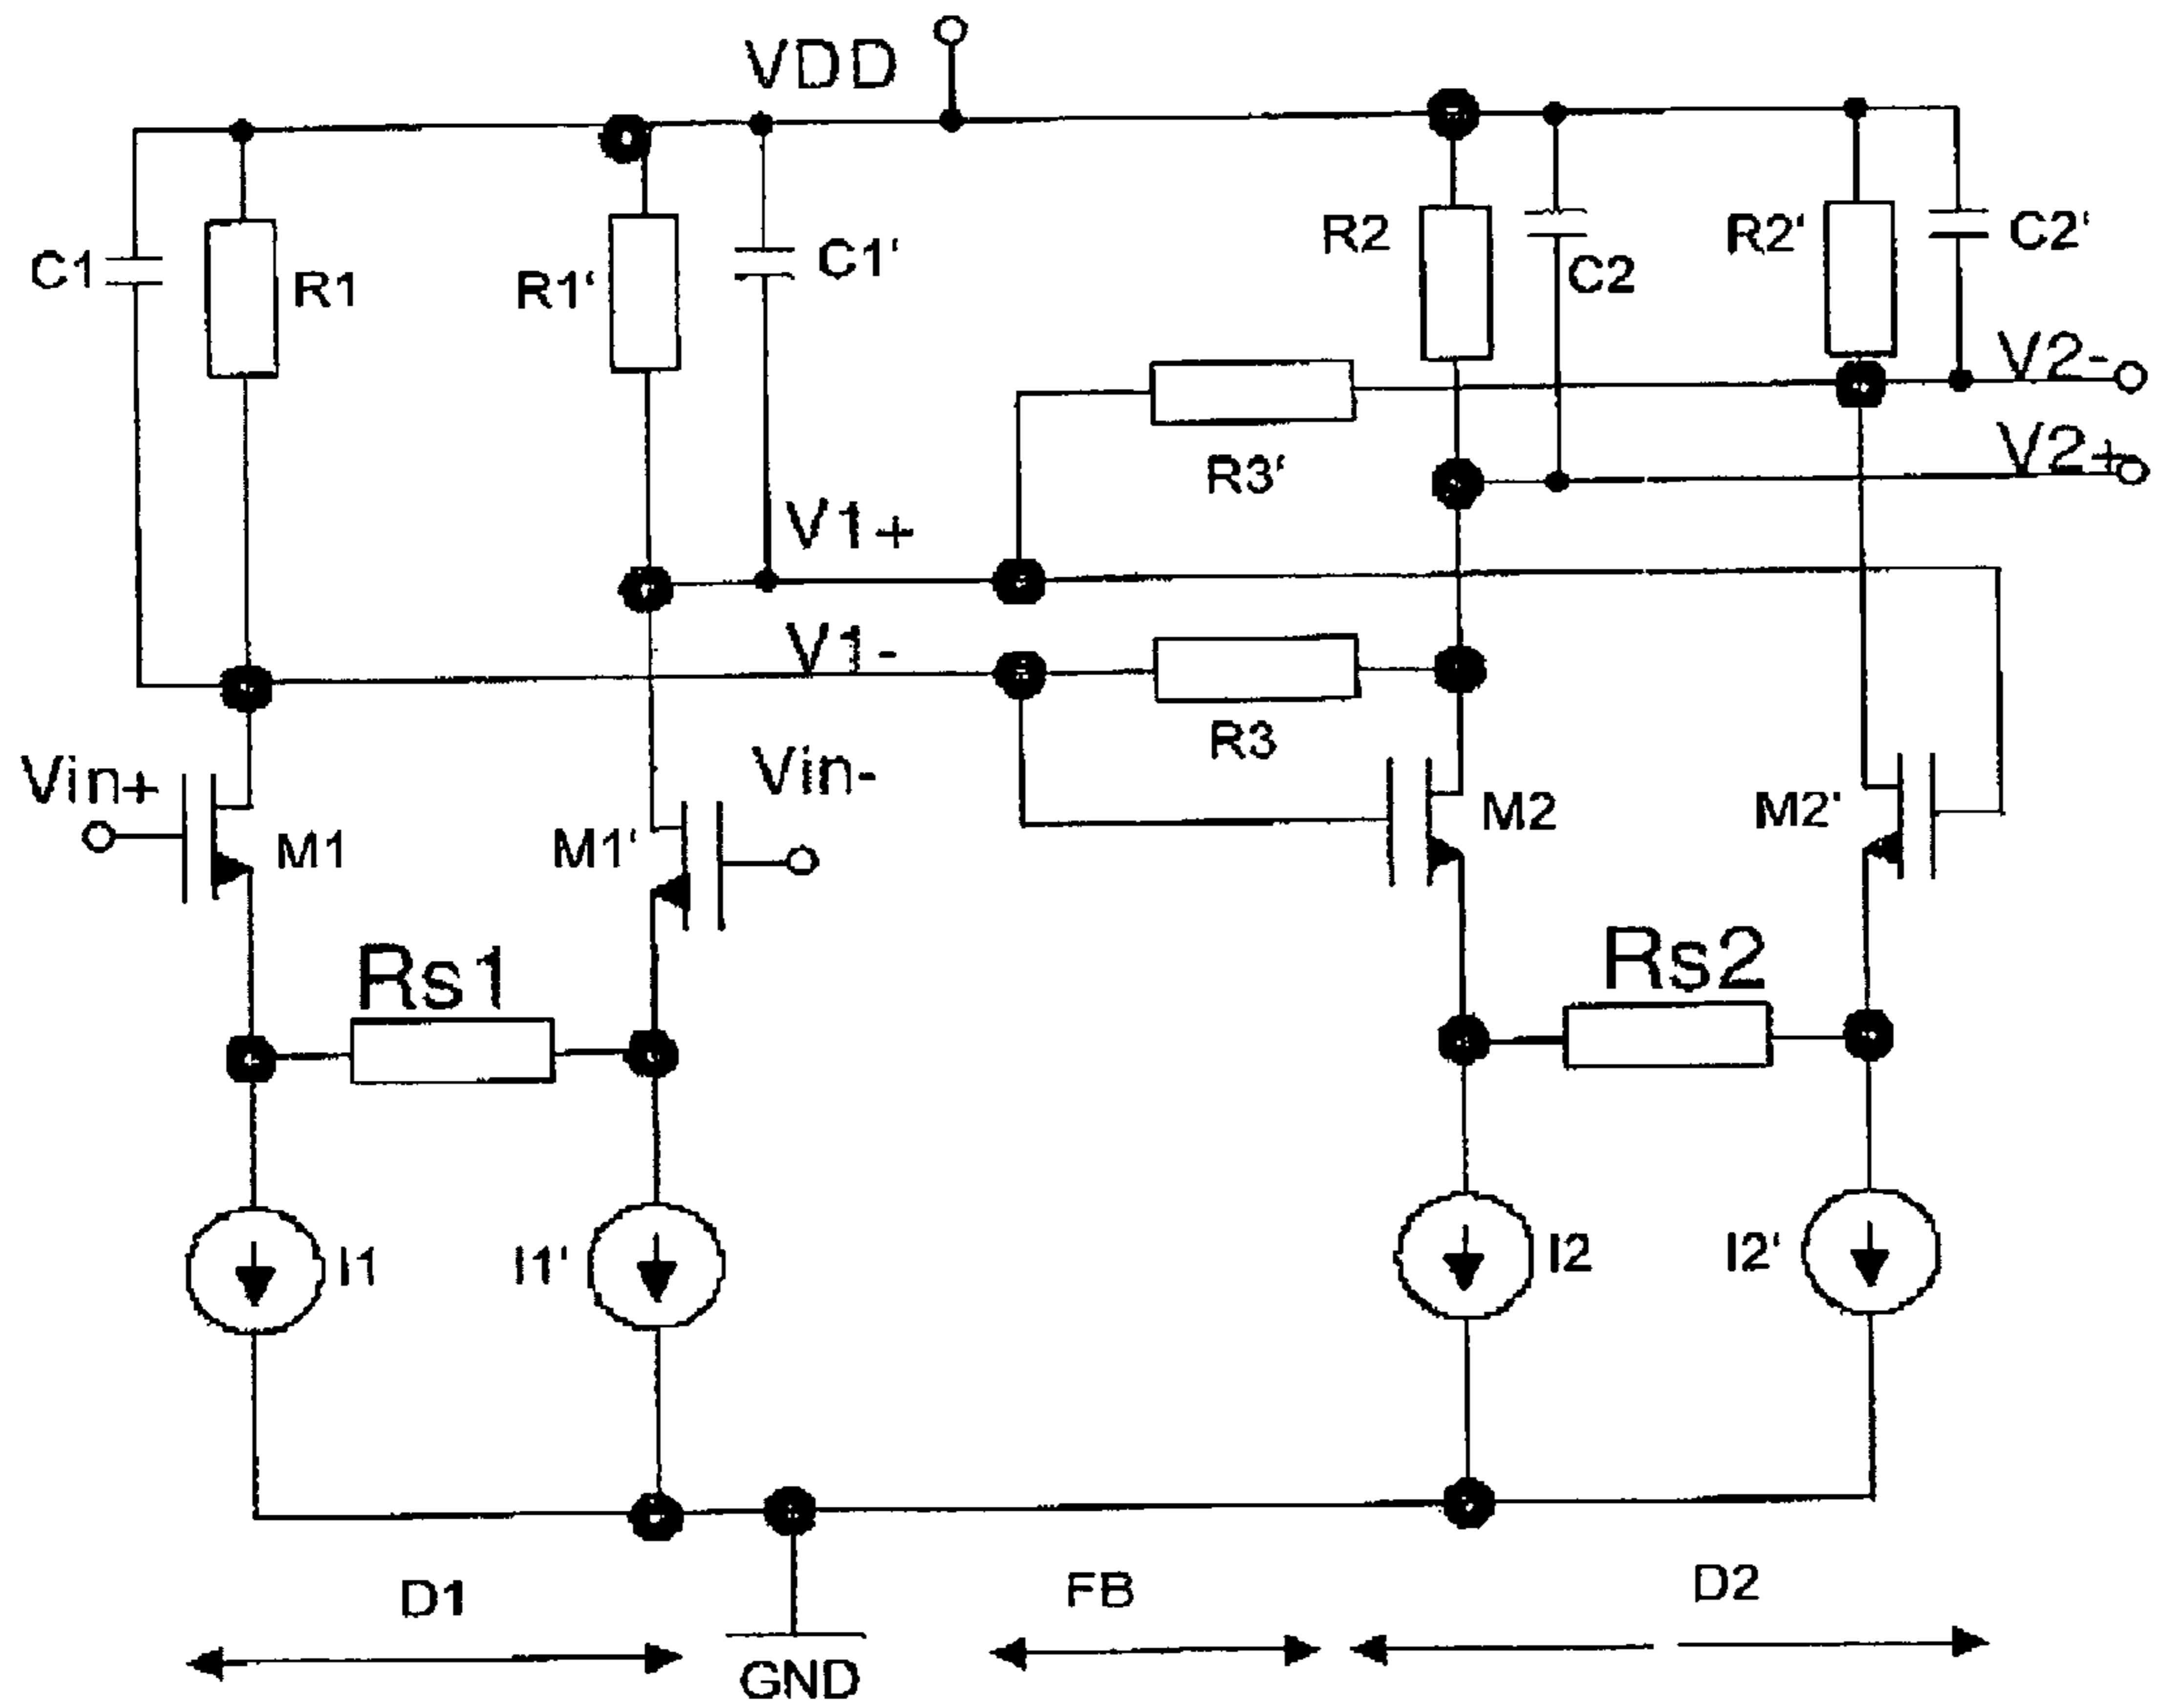 VDD
C1
R1
R1'
C1'
R2
C2
R2'
C2'
V2-
V2+
R3'
V1+
V1-
R3
Vin+
M1
M1'
Vin-
M2
M2'
Rs1
Rs2
I1
I1'
I2
I2'
D1
FB
D2
GND